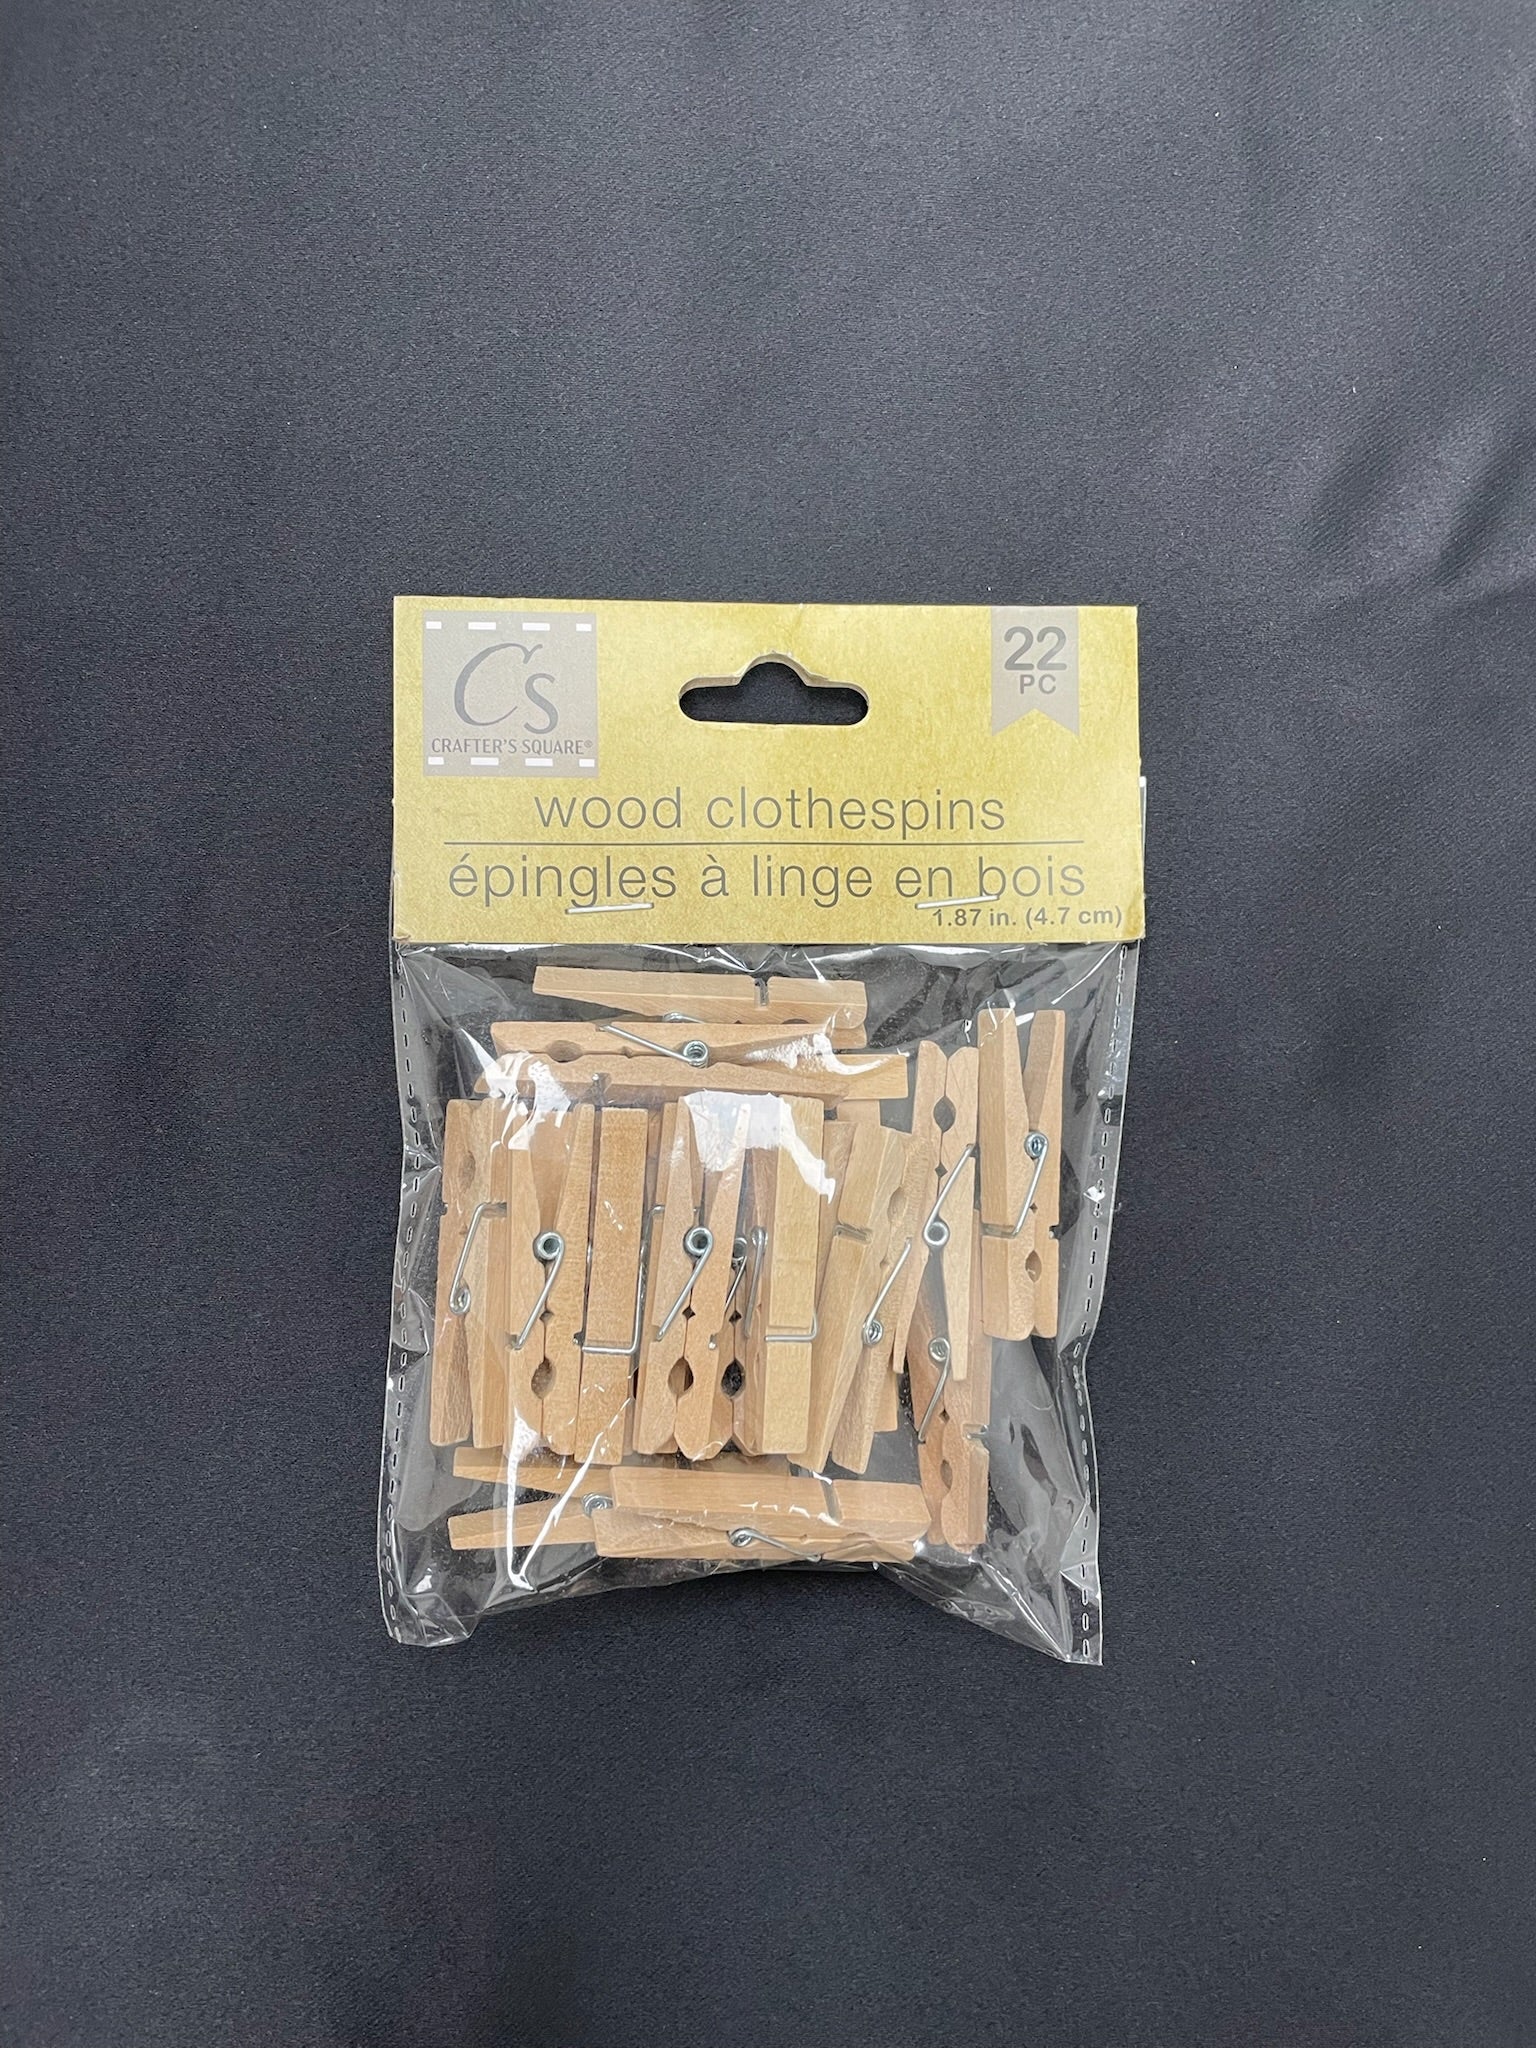 Cs
CRAFTER'S SQUARE®
22
PC
wood clothespins
épingles à linge en bois
1.87 in. (4.7 cm)